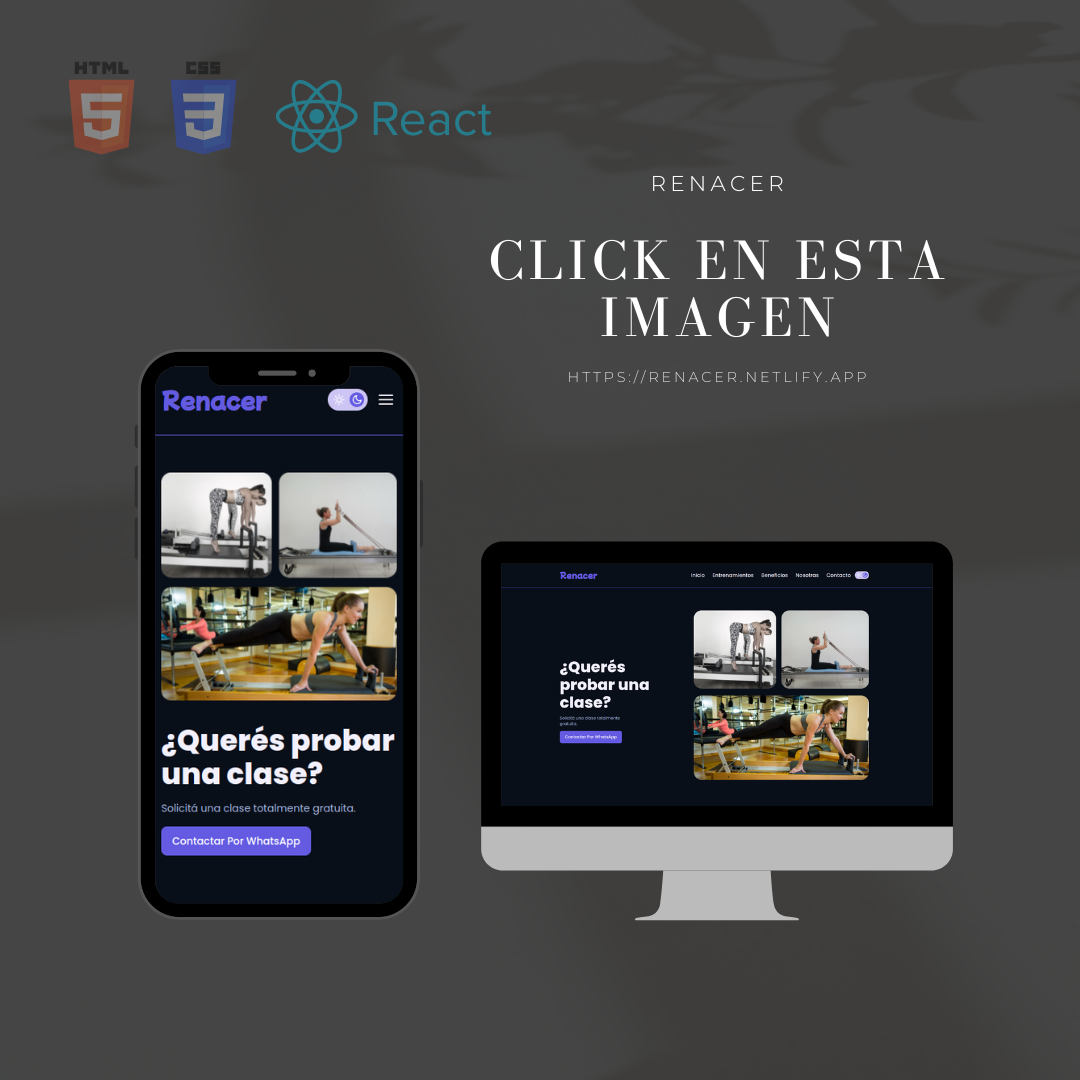 HTML
CSS
5
3
React
RENACER
CLICK EN ESTA
IMAGEN
HTTPS://RENACER.NETLIFY.APP
Renacer
¿Querés probar
una clase?
Solicitá una clase totalmente gratuita.
Contactar Por WhatsApp
Renacer
Inicio Entrenamientos Beneficios Nosotras Contacto
¿Querés
probar una
clase?
Solicitá una clase totalmente
gratuita.
Contactar Por WhatsApp